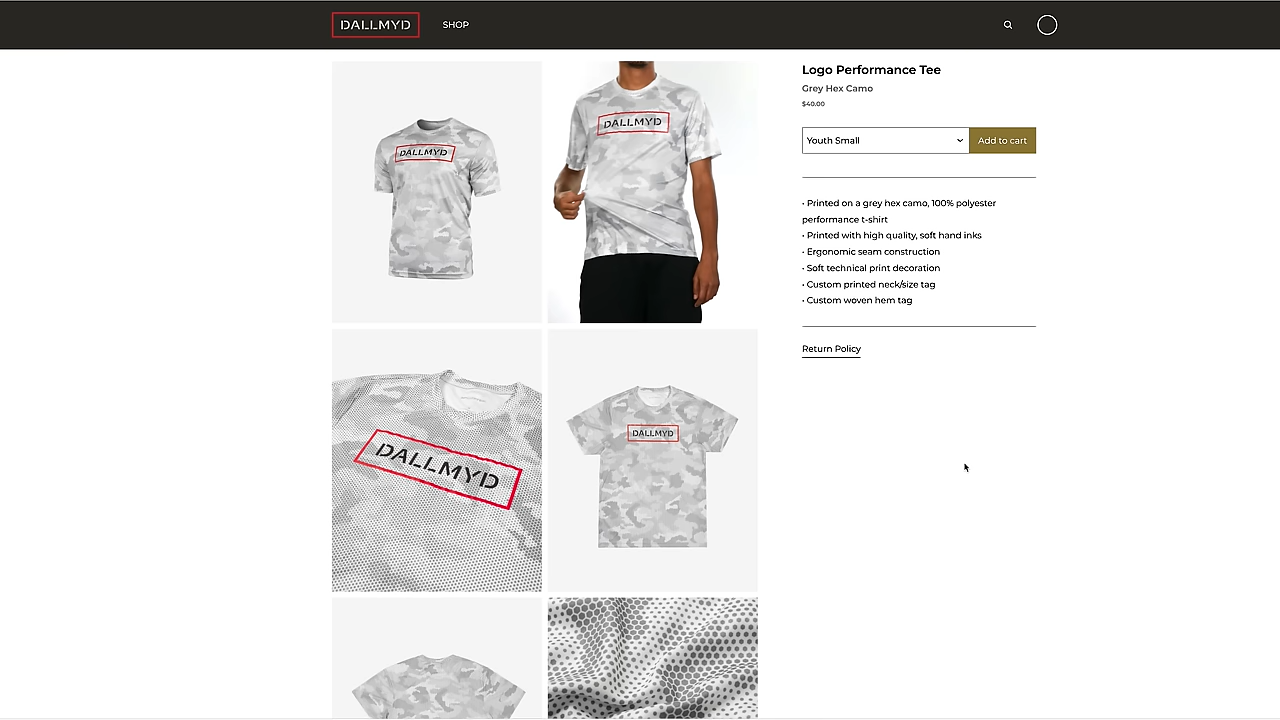 DALLMYD
SHOP
Logo Performance Tee
Grey Hex Camo
$40.00
Youth Small
Add to cart
• Printed on a grey hex camo, 100% polyester
performance t-shirt
• Printed with high quality, soft hand inks
• Ergonomic seam construction
• Soft technical print decoration
• Custom printed neck/size tag
• Custom woven hem tag
Return Policy
DALLMYD
DALLMYD
DALLMYD
DALLMYD